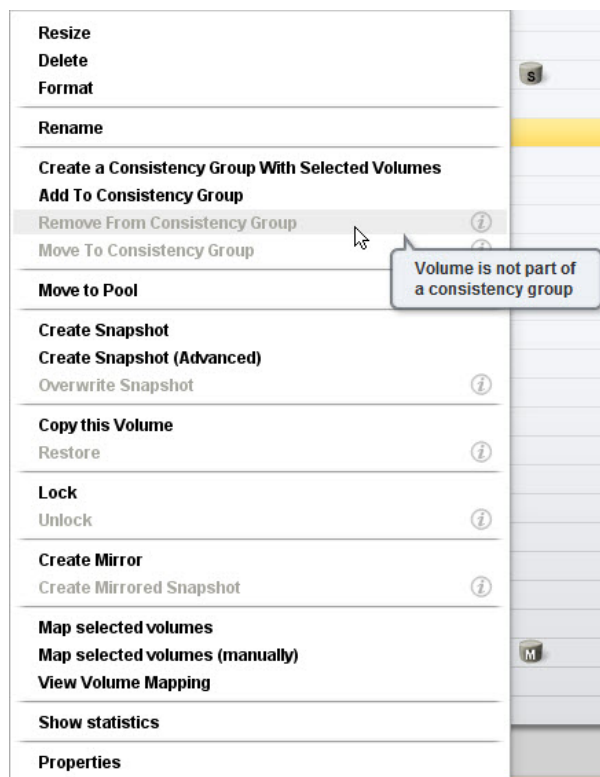 Resize
Delete
S
Format
Rename
Create a Consistency Group With Selected Volumes
Add To Consistency Group
Remove From Consistency Group
i
Move To Consistency Group
i
Volume is not part of
a consistency group
Move to Pool
Create Snapshot
Create Snapshot (Advanced)
Overwrite Snapshot
i
Copy this Volume
Restore
i
Lock
Unlock
i
Create Mirror
Create Mirrored Snapshot
i
Map selected volumes
Map selected volumes (manually)
M
View Volume Mapping
Show statistics
Properties